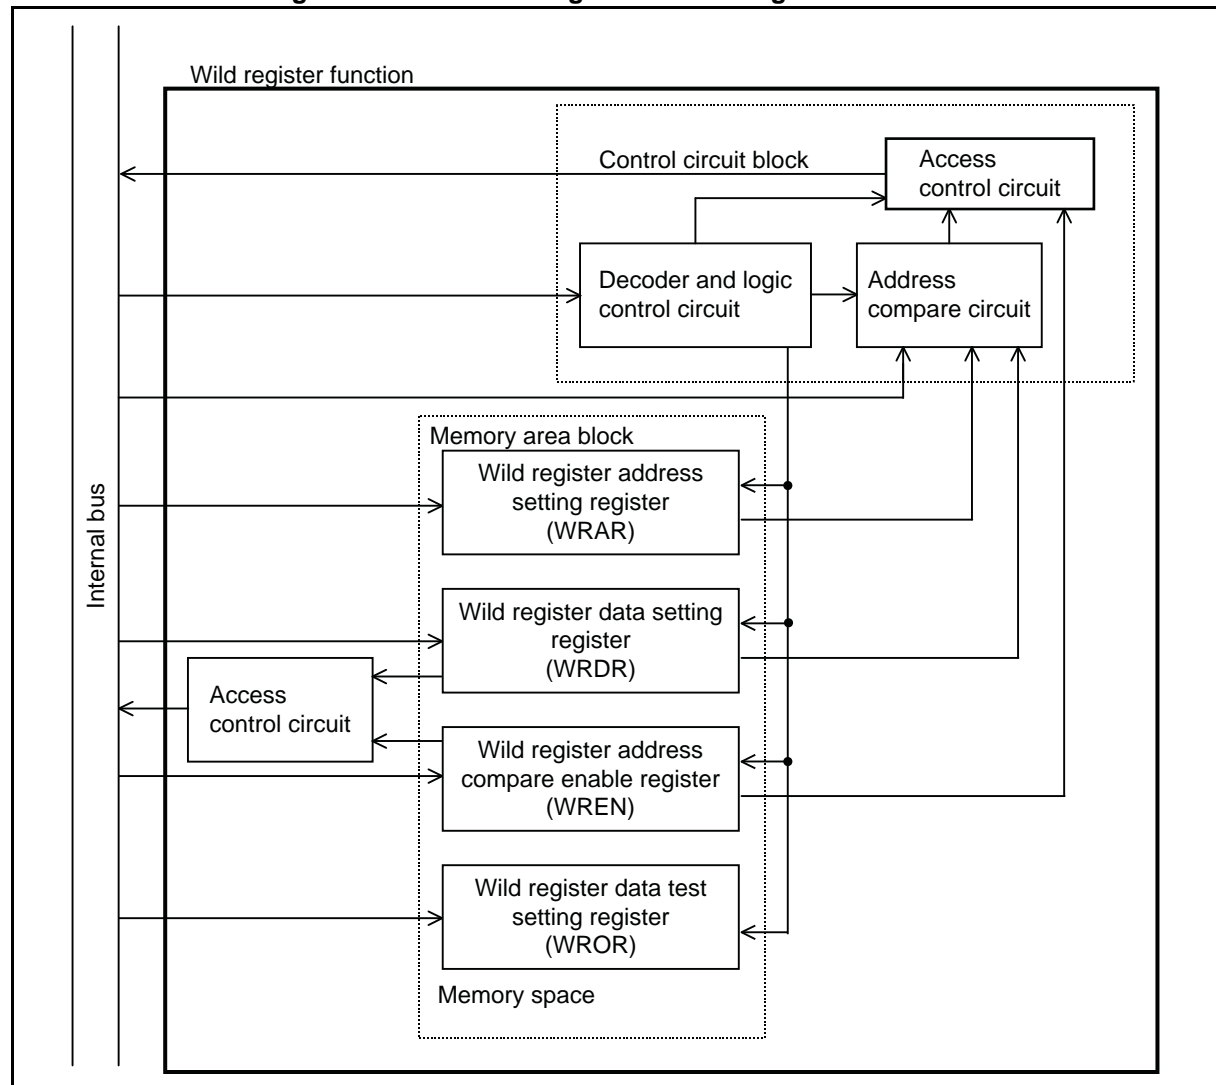 Wild register function
Control circuit block
Access
control circuit
Decoder and logic
control circuit
Address
compare circuit
Memory area block
Wild register address
setting register
(WRAR)
Internal bus
Wild register data setting
register
(WRDR)
Access
control circuit
Wild register address
compare enable register
(WREN)
Wild register data test
setting register
(WROR)
Memory space